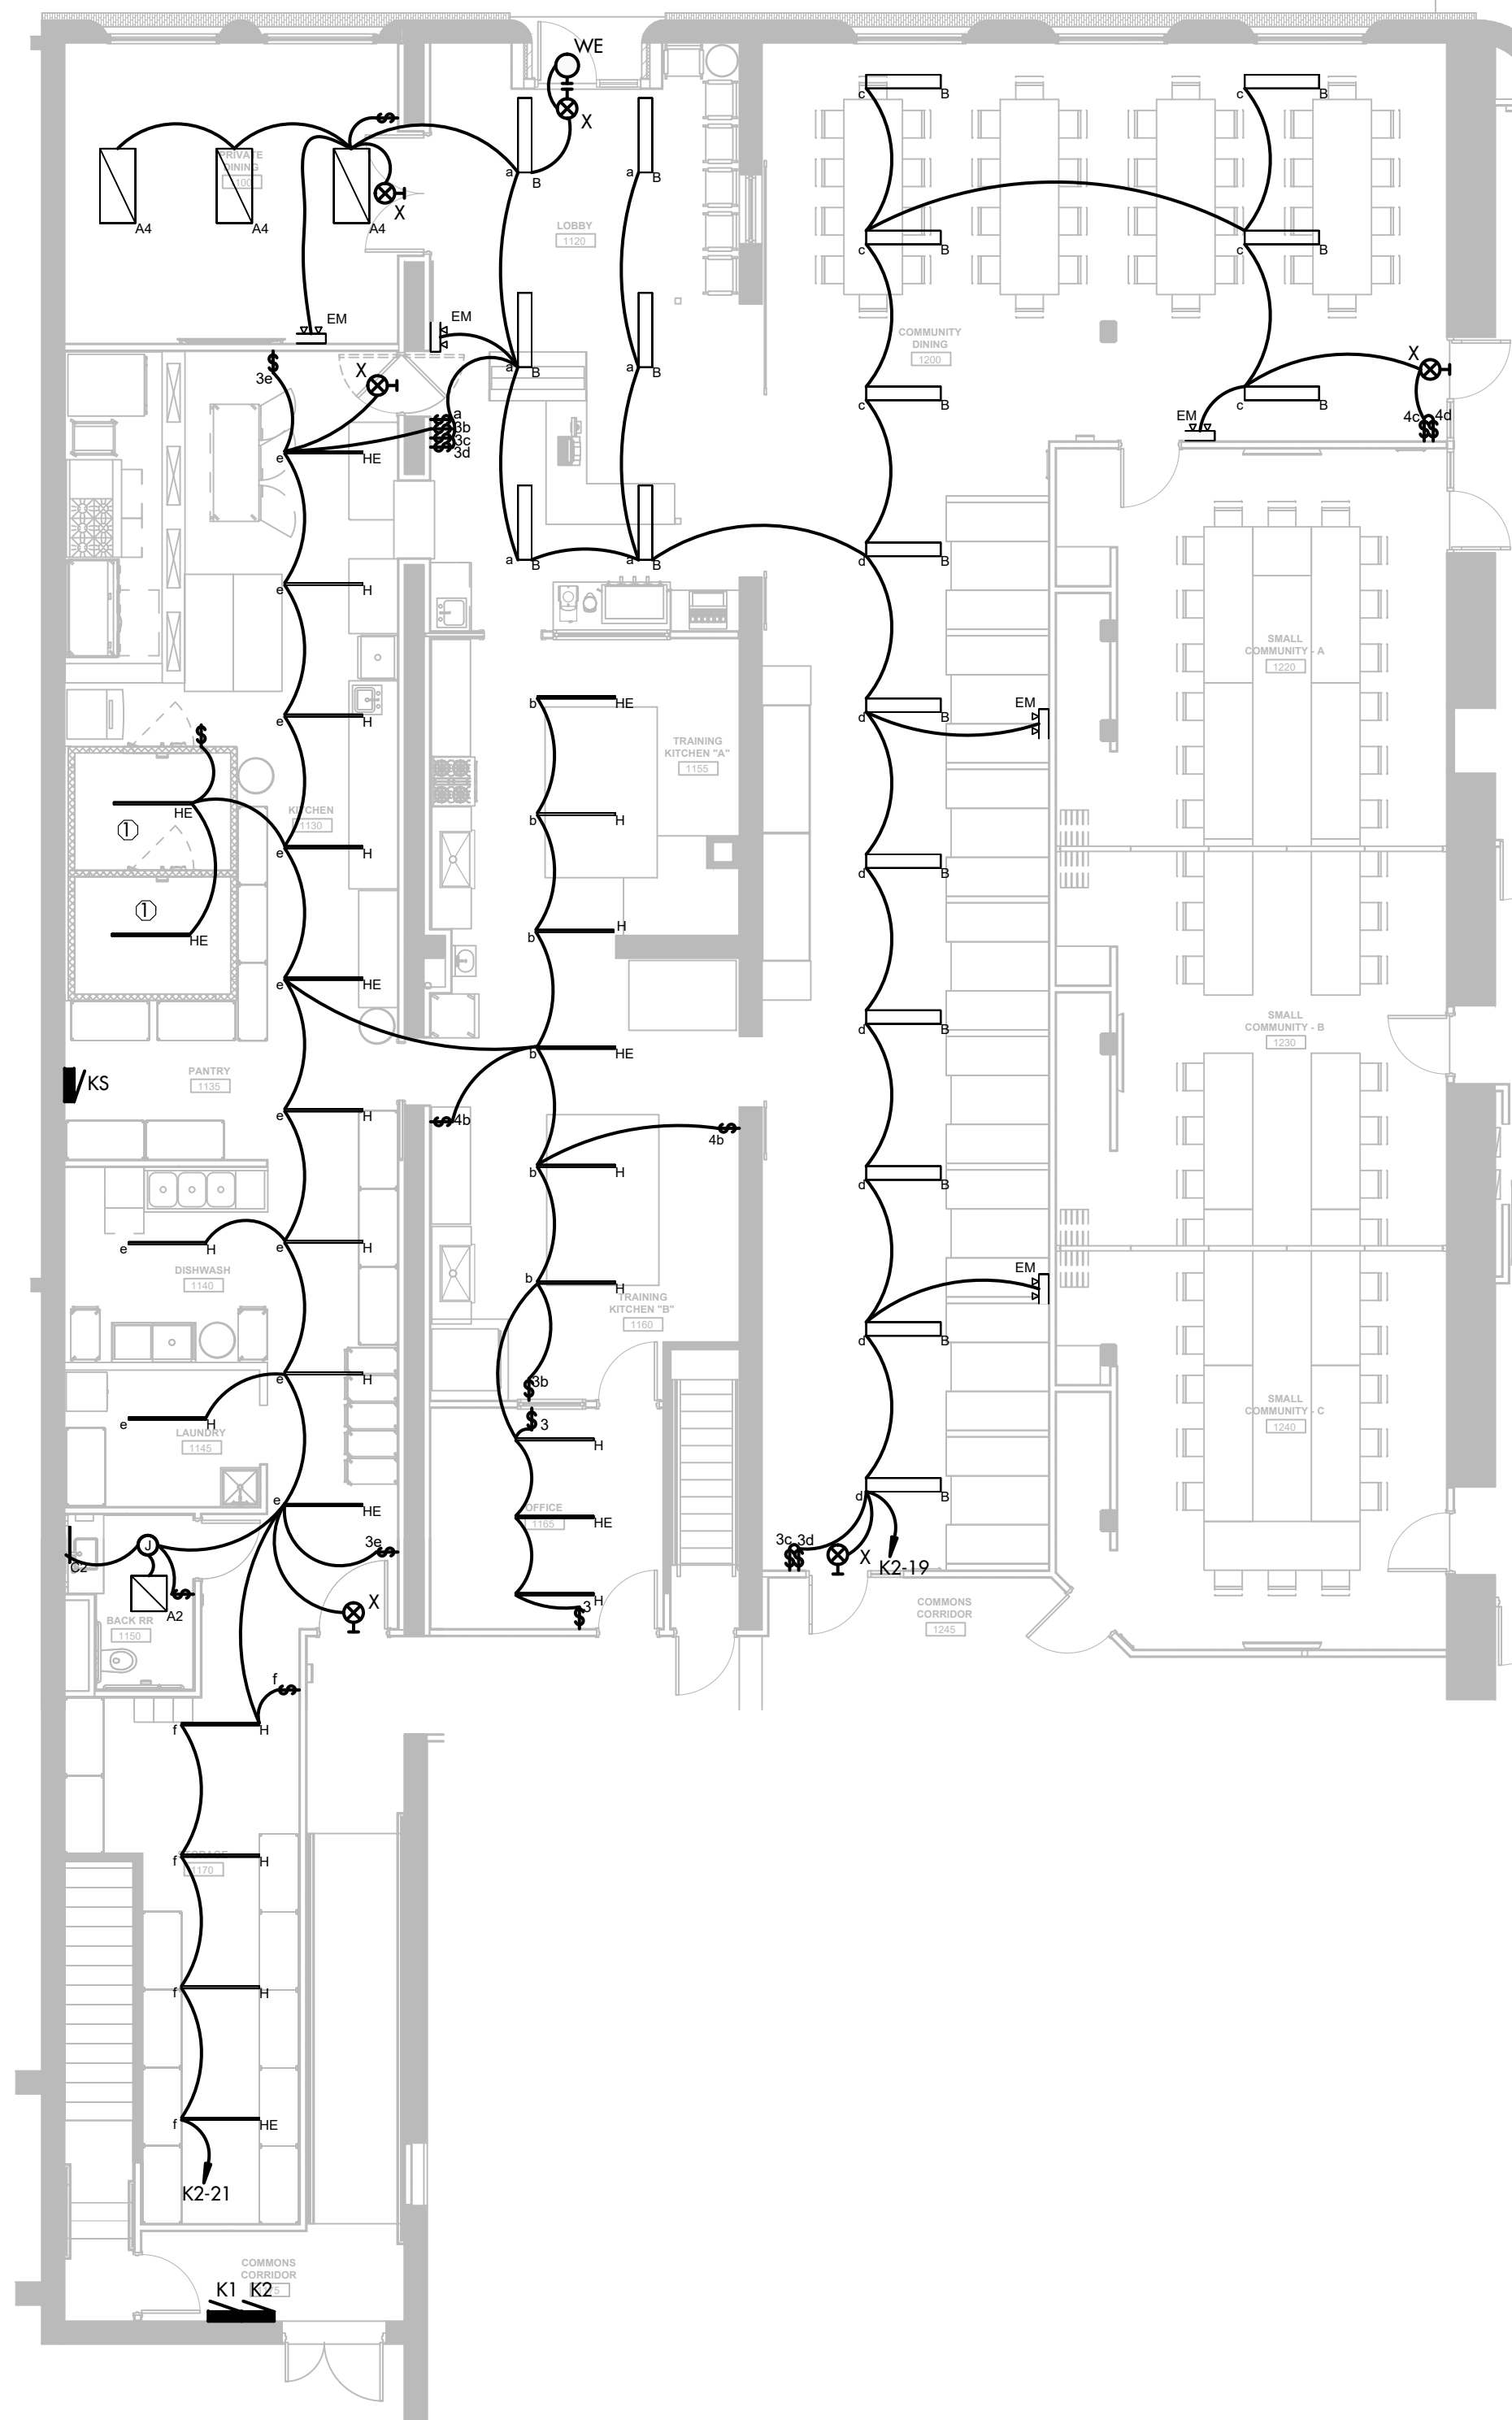 WE
X
PRIVATE
DINING
1100
A4
A4
A4
X
a
B
a
B
LOBBY
1120
c
B
c
B
c
B
c
B
COMMUNITY
DINING
1200
EM
EM
3e
X
a
3b
3c
3d
a
B
a
B
c
B
c
B
X
EM
4c
4d
e
HE
a
B
a
B
d
B
e
H
SMALL
COMMUNITY - A
1220
b
HE
d
B
EM
e
H
TRAINING
KITCHEN "A"
1155
HE
1
KITCHEN
1130
b
H
e
H
d
B
1
HE
b
H
e
HE
SMALL
COMMUNITY - B
1230
d
B
b
HE
KS
PANTRY
1135
e
H
4b
4b
b
H
d
B
e
H
e
H
DISHWASH
1140
b
H
EM
TRAINING
KITCHEN "B"
1160
d
B
e
H
3b
e
H
LAUNDRY
1145
3
H
SMALL
COMMUNITY - C
1240
d
B
e
HE
OFFICE
1165
HE
3e
J
C2
3c
3d
X
K2-19
A2
BACK RR
1150
X
H
3
COMMONS
CORRIDOR
1245
f
f
H
f
H
1170
f
H
f
HE
K2-21
COMMONS
CORRIDOR
K1
K2